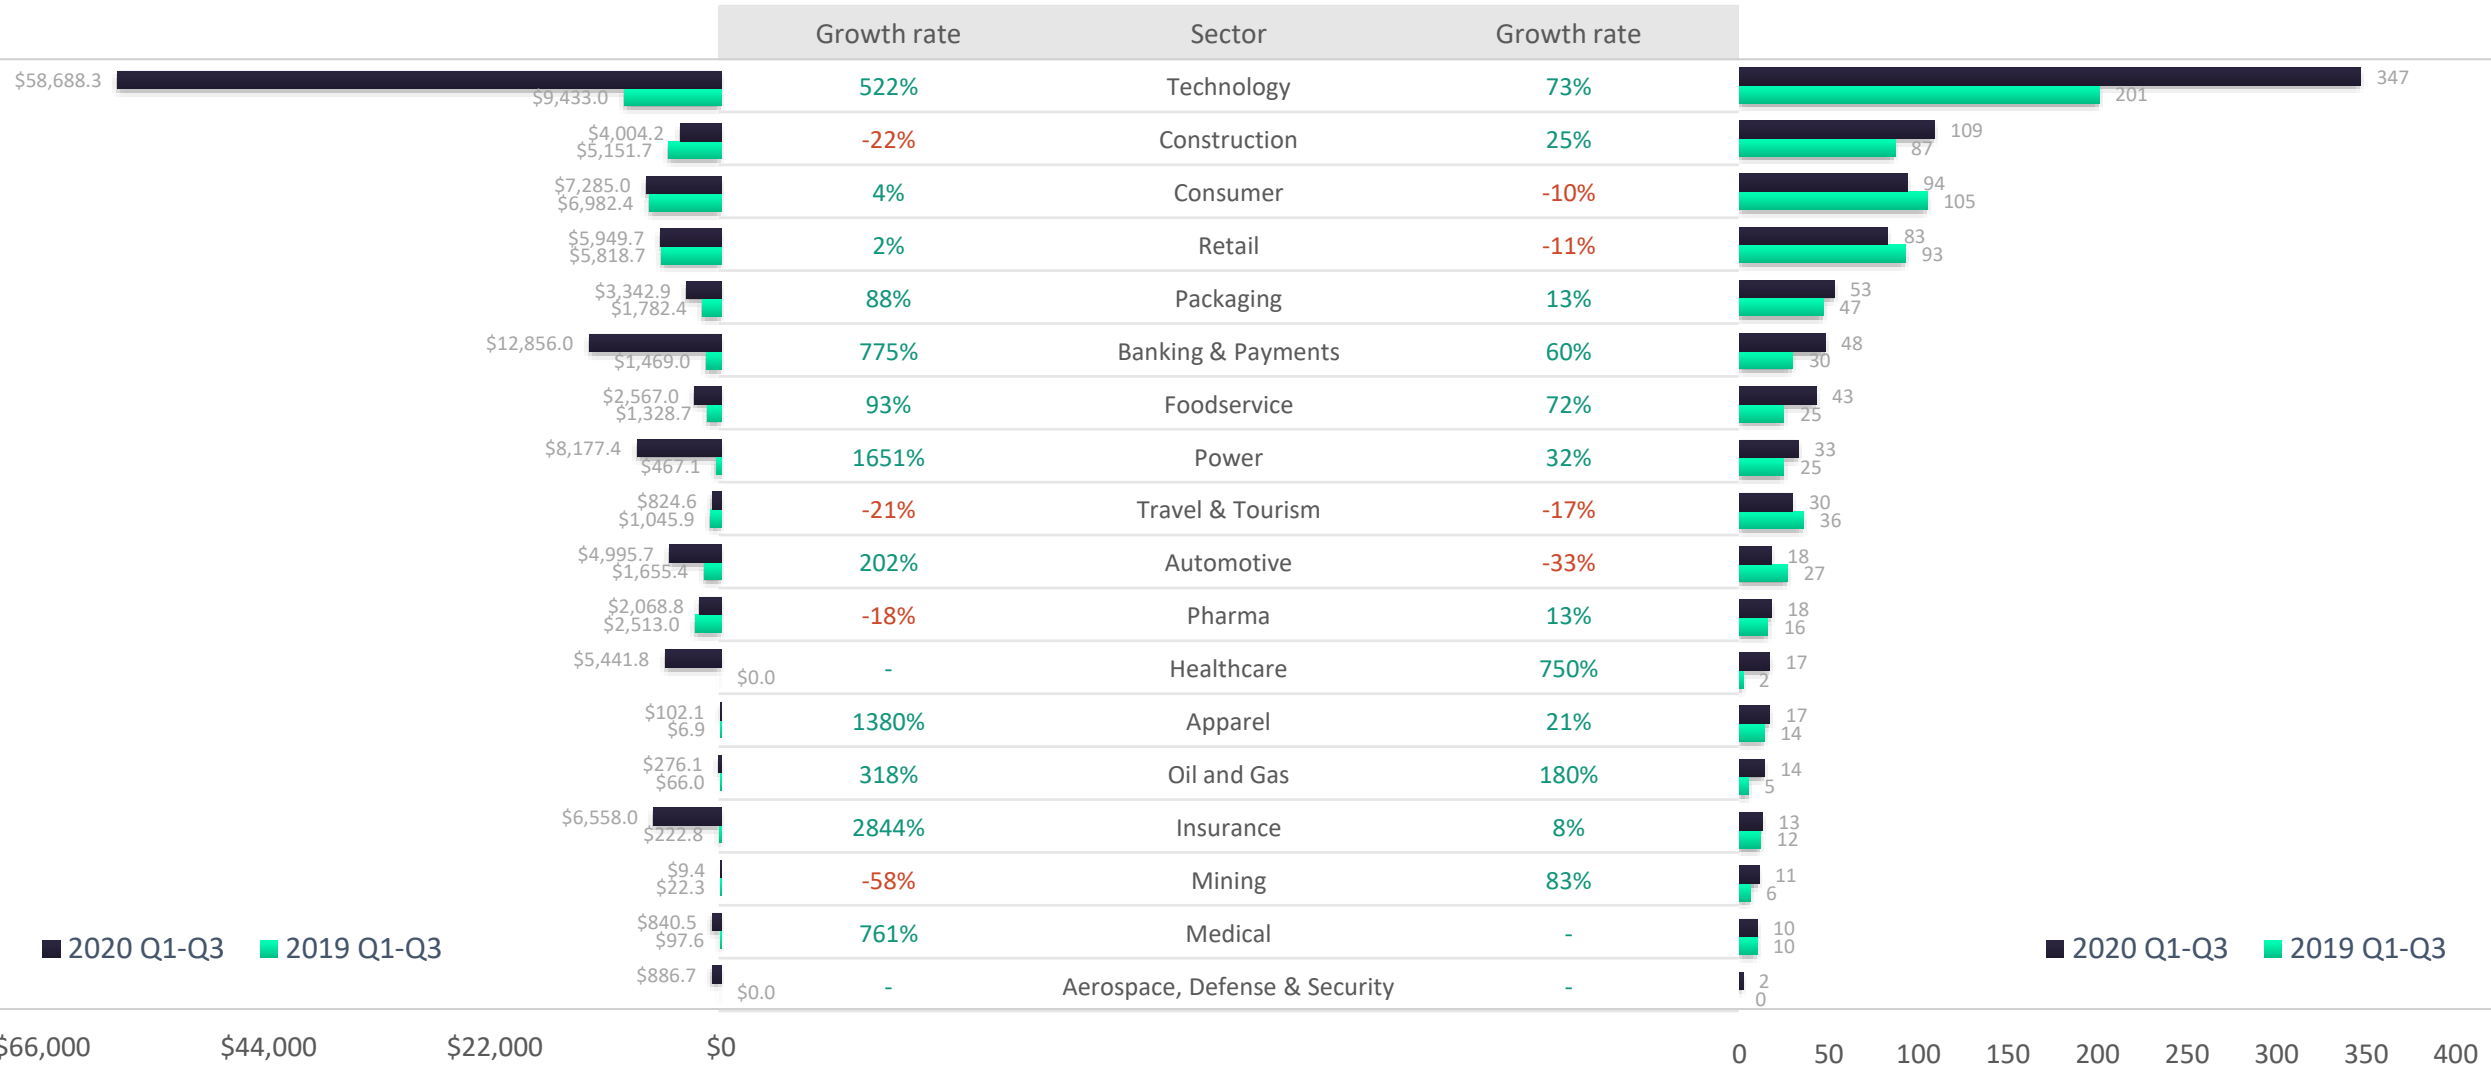 Growth rate Sector Growth rate
$58,688.3 522% Technology 73% 347
$9,433.0 201
$4,004.2 -22% Construction 25% 109
$5,151.7 87
$7,285.0 4% Consumer -10% 94
$6,982.4 105
$5,949.7 2% Retail -11% 83
$5,818.7 93
$3,342.9 88% Packaging 13% 53
$1,782.4 47
$12,856.0 775% Banking & Payments 60% 48
$1,469.0 30
$2,567.0 93% Foodservice 72% 43
$1,328.7 25
$8,177.4 1651% Power 32% 33
$467.1 25
$824.6 -21% Travel & Tourism -17% 30
$1,045.9 36
$4,995.7 202% Automotive -33% 18
$1,655.4 27
$2,068.8 -18% Pharma 13% 18
$2,513.0 16
$5,441.8 - Healthcare 750% 17
$0.0 2
$102.1 1380% Apparel 21% 17
$6.9 14
$276.1 318% Oil and Gas 180% 14
$66.0 5
$6,558.0 2844% Insurance 8% 13
$222.8 12
$9.4 -58% Mining 83% 11
$22.3 6
$840.5 761% Medical - 10
$97.6 10
2020 Q1-Q3 2019 Q1-Q3 2020 Q1-Q3 2019 Q1-Q3
$886.7 - Aerospace, Defense & Security - 2
$0.0 0
$66,000 $44,000 $22,000 $0 0 50 100 150 200 250 300 350 400